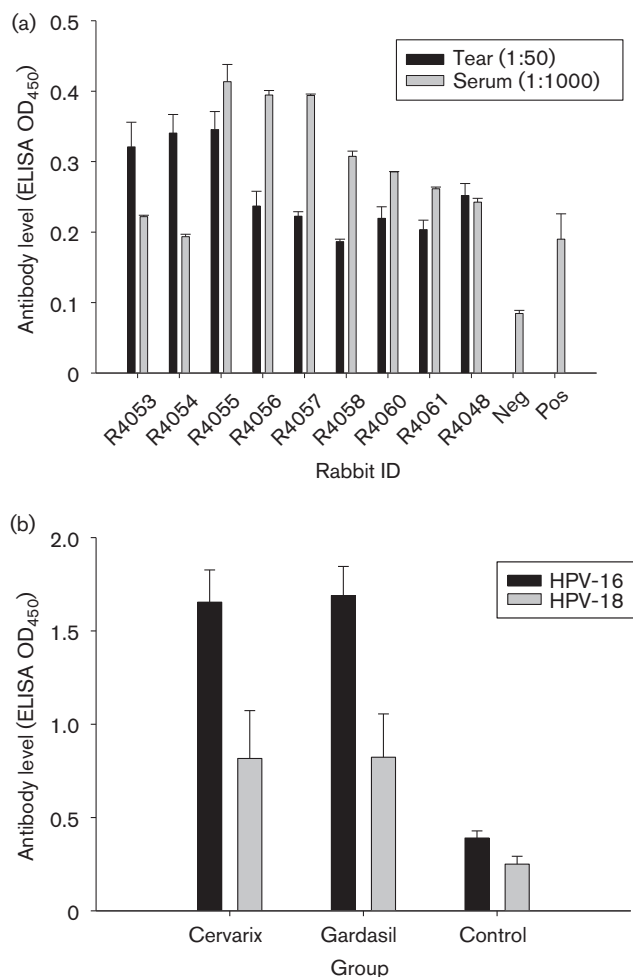 (a)
0.5
0.4
0.3
0.2
0.1
0
Antibody level (ELISA OD450)
Tear (1:50)
Serum (1:1000)
R4053 R4054 R4055 R4056 R4057 R4058 R4060 R4061 R4048 Neg Pos
Rabbit ID
(b)
2.0
1.5
1.0
0.5
0
Antibody level (ELISA OD450)
HPV-16
HPV-18
Cervarix Gardasil Control
Group